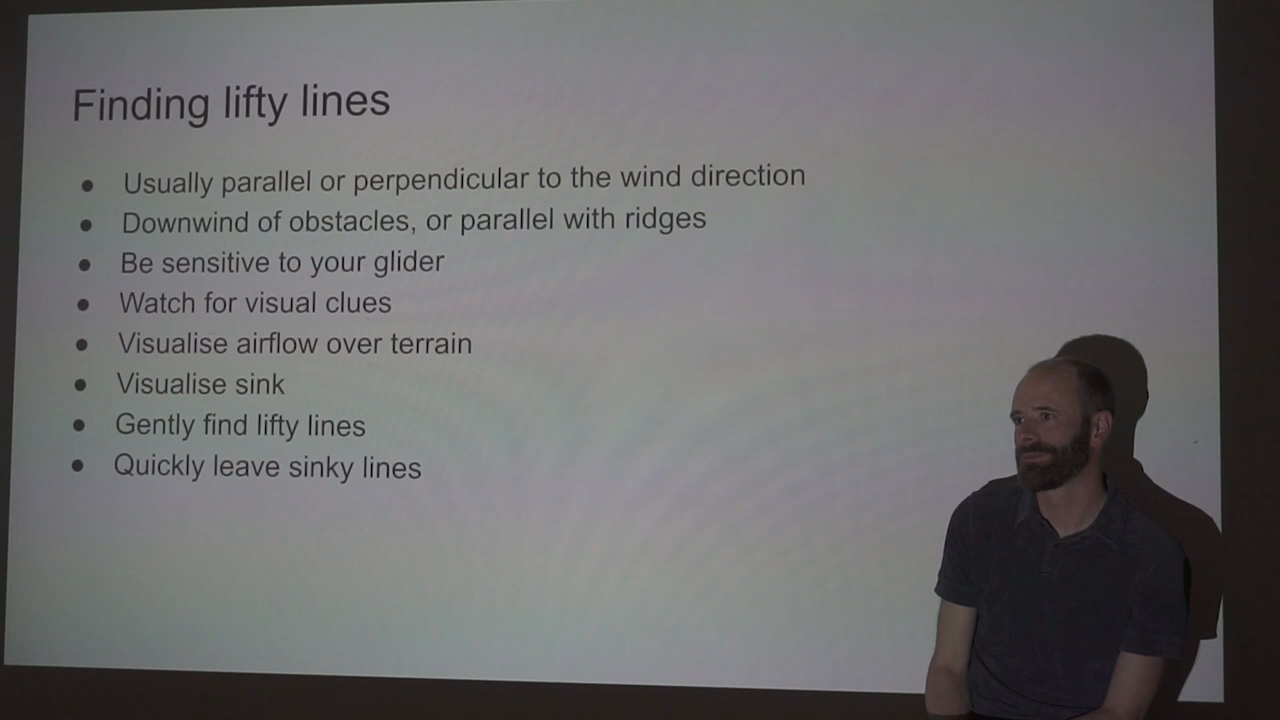 Finding lifty lines
● Usually parallel or perpendicular to the wind direction
● Downwind of obstacles, or parallel with ridges
● Be sensitive to your glider
● Watch for visual clues
● Visualise airflow over terrain
● Visualise sink
● Gently find lifty lines
● Quickly leave sinky lines